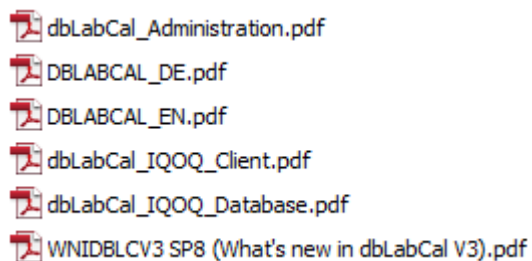 dbLabCal_Administration.pdf
DBLABCAL_DE.pdf
DBLABCAL_EN.pdf
dbLabCal_IQOQ_Client.pdf
dbLabCal_IQOQ_Database.pdf
WNIDBLCV3 SP8 (What's new in dbLabCal V3).pdf